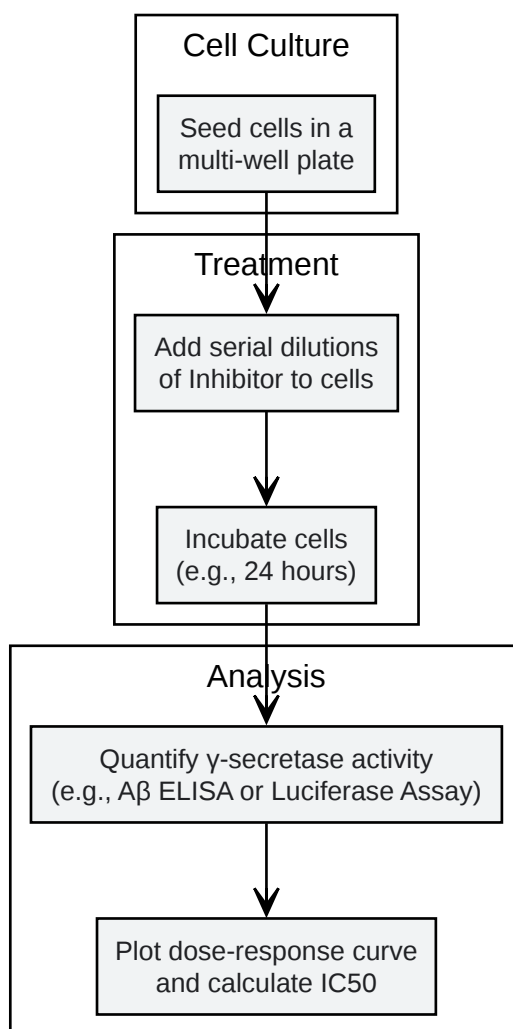 Cell Culture
Seed cells in a
multi-well plate
Treatment
Add serial dilutions
of Inhibitor to cells
Incubate cells
(e.g., 24 hours)
Analysis
Quantify γ-secretase activity
(e.g., Aβ ELISA or Luciferase Assay)
Plot dose-response curve
and calculate IC50